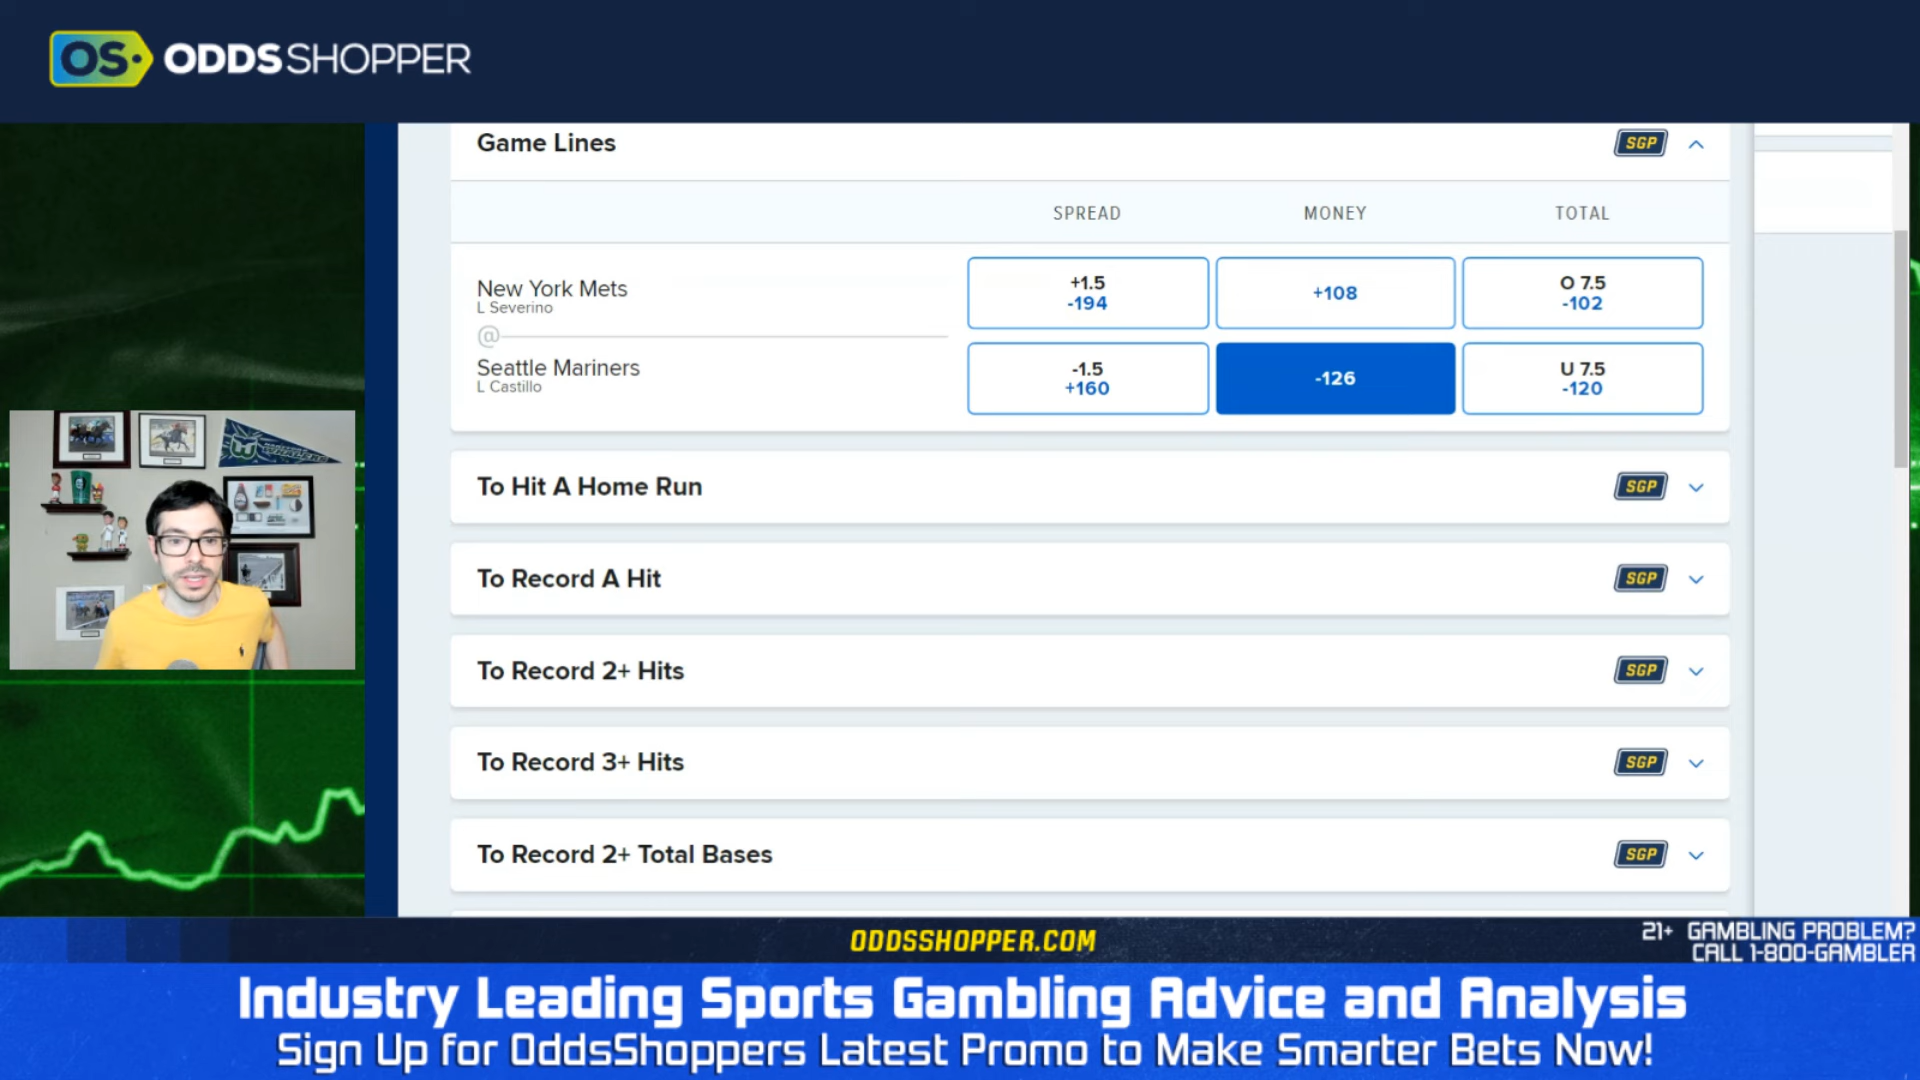 OS ODDSSHOPPER
Game Lines
SGP
SPREAD MONEY TOTAL
New York Mets
L Severino
+1.5
-194
+108
O 7.5
-102
@
Seattle Mariners
L Castillo
-1.5
+160
-126
U 7.5
-120
To Hit A Home Run
SGP
To Record A Hit
SGP
To Record 2+ Hits
SGP
To Record 3+ Hits
SGP
To Record 2+ Total Bases
SGP
ODDSSHOPPER.COM
21+ GAMBLING PROBLEM?
CALL 1-800-GAMBLER
Industry Leading Sports Gambling Advice and Analysis
Sign Up for OddsShoppers Latest Promo to Make Smarter Bets Now!